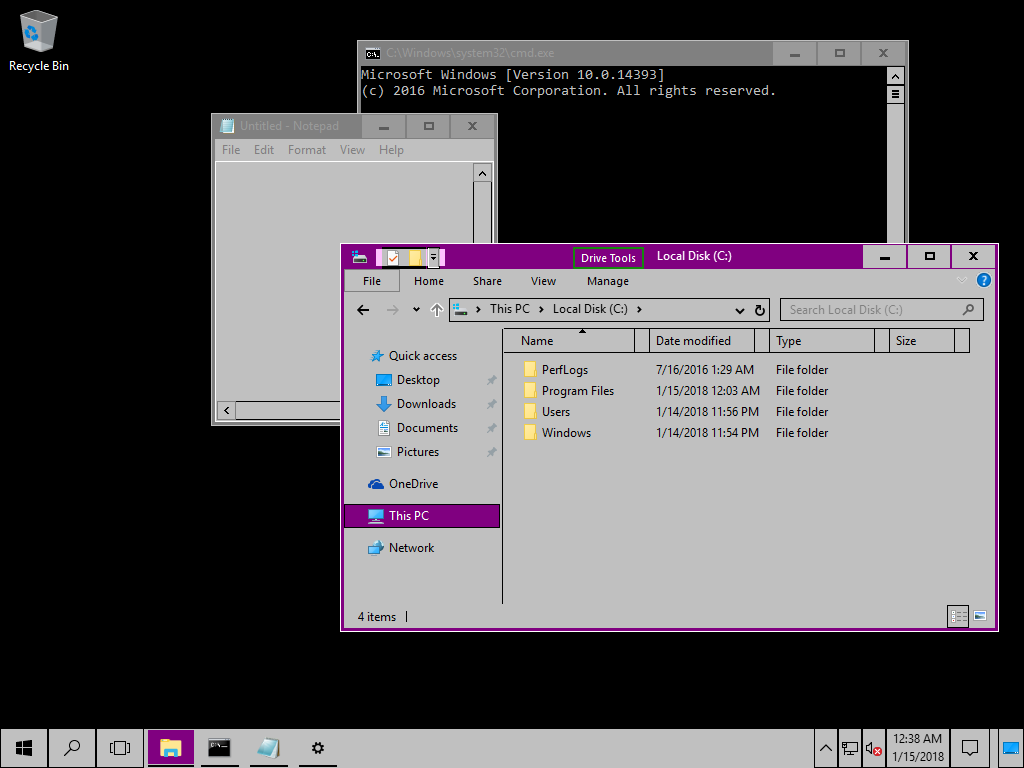 Recycle Bin
C:\Windows\system32\cmd.exe
Microsoft Windows [Version 10.0.14393]
(c) 2016 Microsoft Corporation. All rights reserved.
Untitled - Notepad
File Edit Format View Help
Drive Tools Local Disk (C:)
File Home Share View Manage
This PC Local Disk (C:) Search Local Disk (C:)
Name Date modified Type Size
Quick access
Desktop
Downloads
Documents
Pictures
OneDrive
This PC
Network
PerfLogs 7/16/2016 1:29 AM File folder
Program Files 1/15/2018 12:03 AM File folder
Users 1/14/2018 11:56 PM File folder
Windows 1/14/2018 11:54 PM File folder
4 items
12:38 AM
1/15/2018